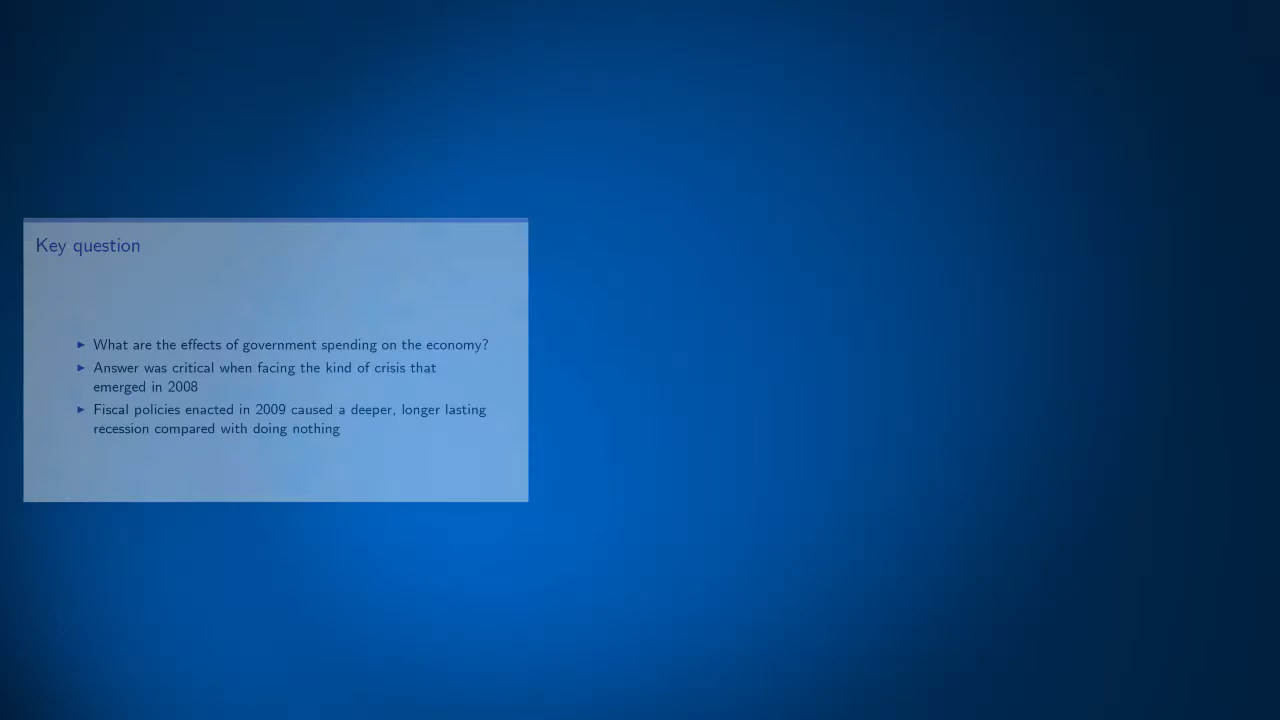 Key question
What are the effects of government spending on the economy?
Answer was critical when facing the kind of crisis that
emerged in 2008
Fiscal policies enacted in 2009 caused a deeper, longer lasting
recession compared with doing nothing